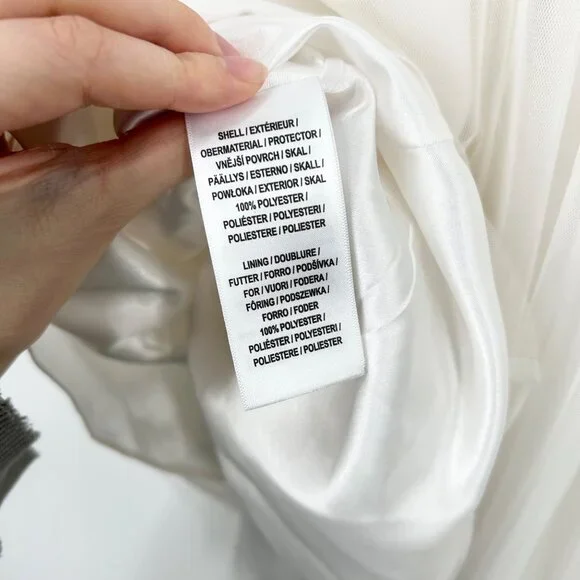 SHELL / EXTÉRIEUR /
OBERMATERIAL / PROTECTOR /
VNĚJŠÍ POVRCH / SKAL /
PÄÄLLYS / ESTERNO / SKALL /
POWŁOKA / EXTERIOR / SKAL
100% POLYESTER /
POLIÉSTER / POLYESTERI /
POLIESTERE / POLIESTER
LINING / DOUBLURE /
FUTTER / FORRO / PODŠÍVKA /
FOR / VUORI / FODERA /
FÔRING / PODSZEWKA /
FORRO / FODER
100% POLYESTER /
POLIÉSTER / POLYESTERI /
POLIESTERE / POLIESTER